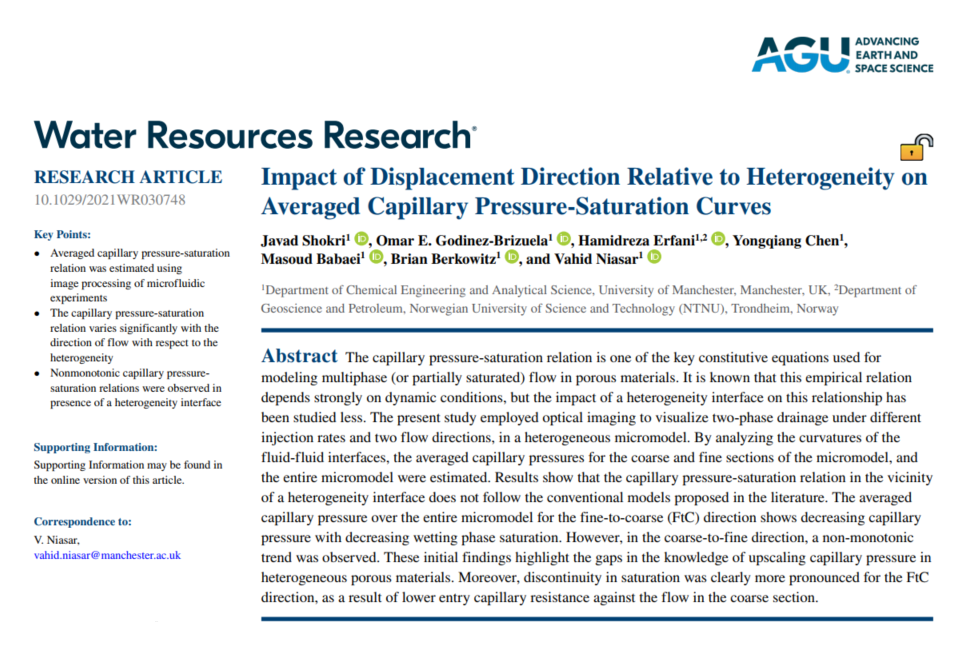 AGU ADVANCING
EARTH AND
SPACE SCIENCE
Water Resources Research®
RESEARCH ARTICLE
10.1029/2021WR030748
Key Points:
• Averaged capillary pressure-saturation
relation was estimated using
image processing of microfluidic
experiments
• The capillary pressure-saturation
relation varies significantly with the
direction of flow with respect to the
heterogeneity
• Nonmonotonic capillary pressure-
saturation relations were observed in
presence of a heterogeneity interface
Supporting Information:
Supporting Information may be found in
the online version of this article.
Correspondence to:
V. Niasar,
vahid.niasar@manchester.ac.uk
Impact of Displacement Direction Relative to Heterogeneity on
Averaged Capillary Pressure-Saturation Curves
Javad Shokri¹ iD, Omar E. Godinez-Brizuela¹ iD, Hamidreza Erfani¹,² iD, Yongqiang Chen¹,
Masoud Babaei¹ iD, Brian Berkowitz¹ iD, and Vahid Niasar¹ iD
¹Department of Chemical Engineering and Analytical Science, University of Manchester, Manchester, UK, ²Department of
Geoscience and Petroleum, Norwegian University of Science and Technology (NTNU), Trondheim, Norway
Abstract The capillary pressure-saturation relation is one of the key constitutive equations used for
modeling multiphase (or partially saturated) flow in porous materials. It is known that this empirical relation
depends strongly on dynamic conditions, but the impact of a heterogeneity interface on this relationship has
been studied less. The present study employed optical imaging to visualize two-phase drainage under different
injection rates and two flow directions, in a heterogeneous micromodel. By analyzing the curvatures of the
fluid-fluid interfaces, the averaged capillary pressures for the coarse and fine sections of the micromodel, and
the entire micromodel were estimated. Results show that the capillary pressure-saturation relation in the vicinity
of a heterogeneity interface does not follow the conventional models proposed in the literature. The averaged
capillary pressure over the entire micromodel for the fine-to-coarse (FtC) direction shows decreasing capillary
pressure with decreasing wetting phase saturation. However, in the coarse-to-fine direction, a non-monotonic
trend was observed. These initial findings highlight the gaps in the knowledge of upscaling capillary pressure in
heterogeneous porous materials. Moreover, discontinuity in saturation was clearly more pronounced for the FtC
direction, as a result of lower entry capillary resistance against the flow in the coarse section.